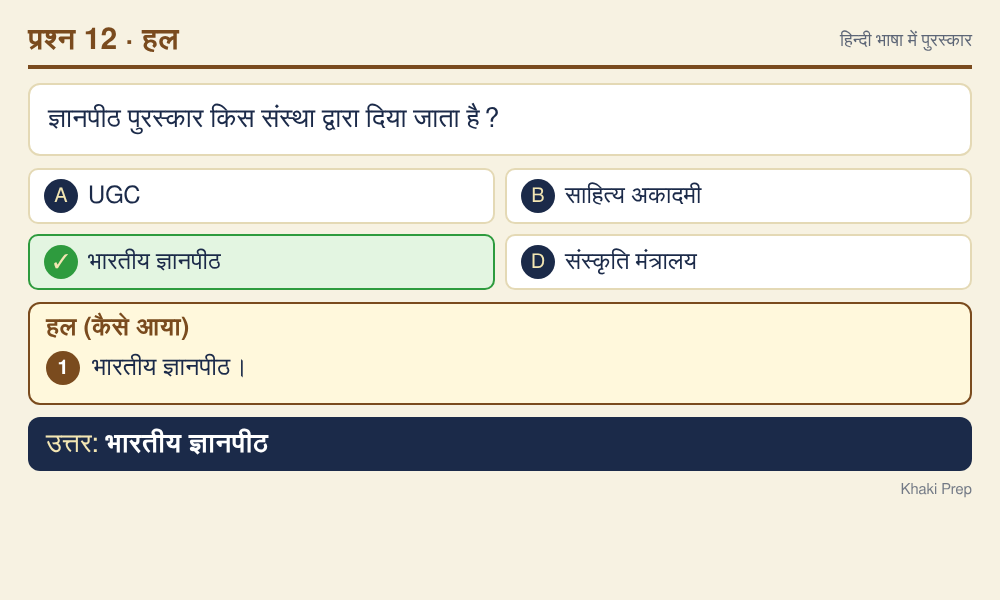 प्रश्न 12 · हल
हिन्दी भाषा में पुरस्कार
ज्ञानपीठ पुरस्कार किस संस्था द्वारा दिया जाता है ?
A UGC
B साहित्य अकादमी
✓ भारतीय ज्ञानपीठ
D संस्कृति मंत्रालय
हल (कैसे आया)
1 भारतीय ज्ञानपीठ ।
उत्तर: भारतीय ज्ञानपीठ
Khaki Prep